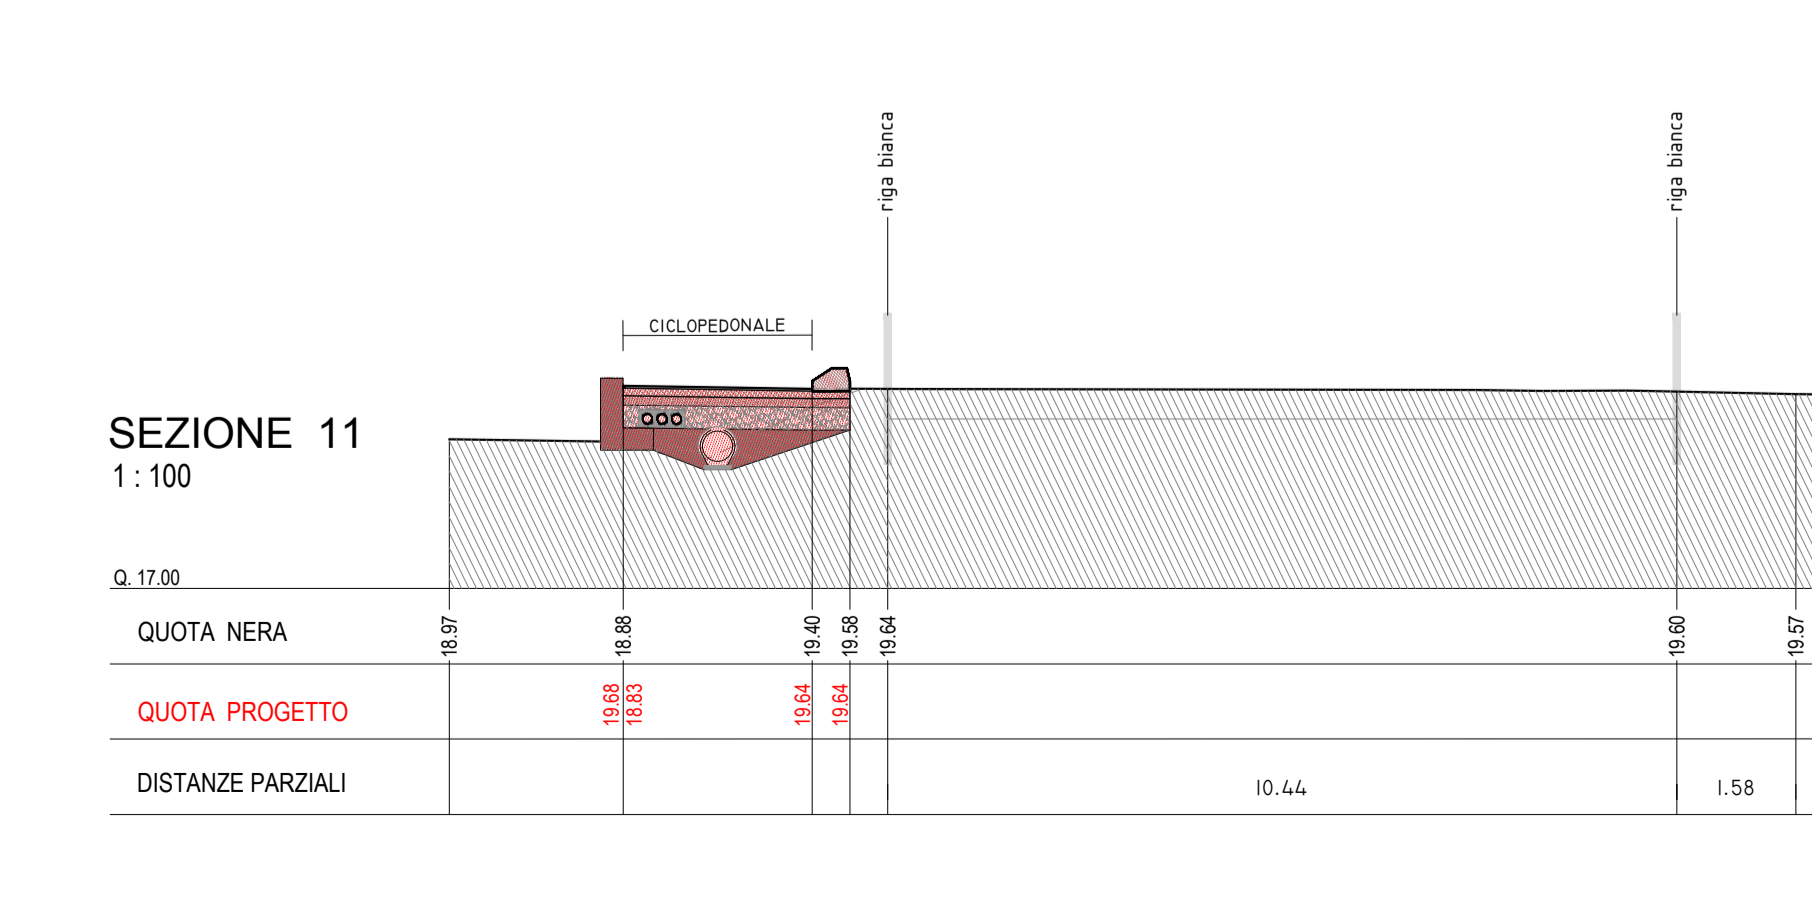 riga bianca
riga bianca
CICLOPEDONALE
SEZIONE 11
1 : 100
Q. 17.00
QUOTA NERA 18.97 18.88 19.40 19.58 19.64 19.60 19.57
QUOTA PROGETTO 19.68 18.83 19.64 19.64
DISTANZE PARZIALI 10.44 1.58